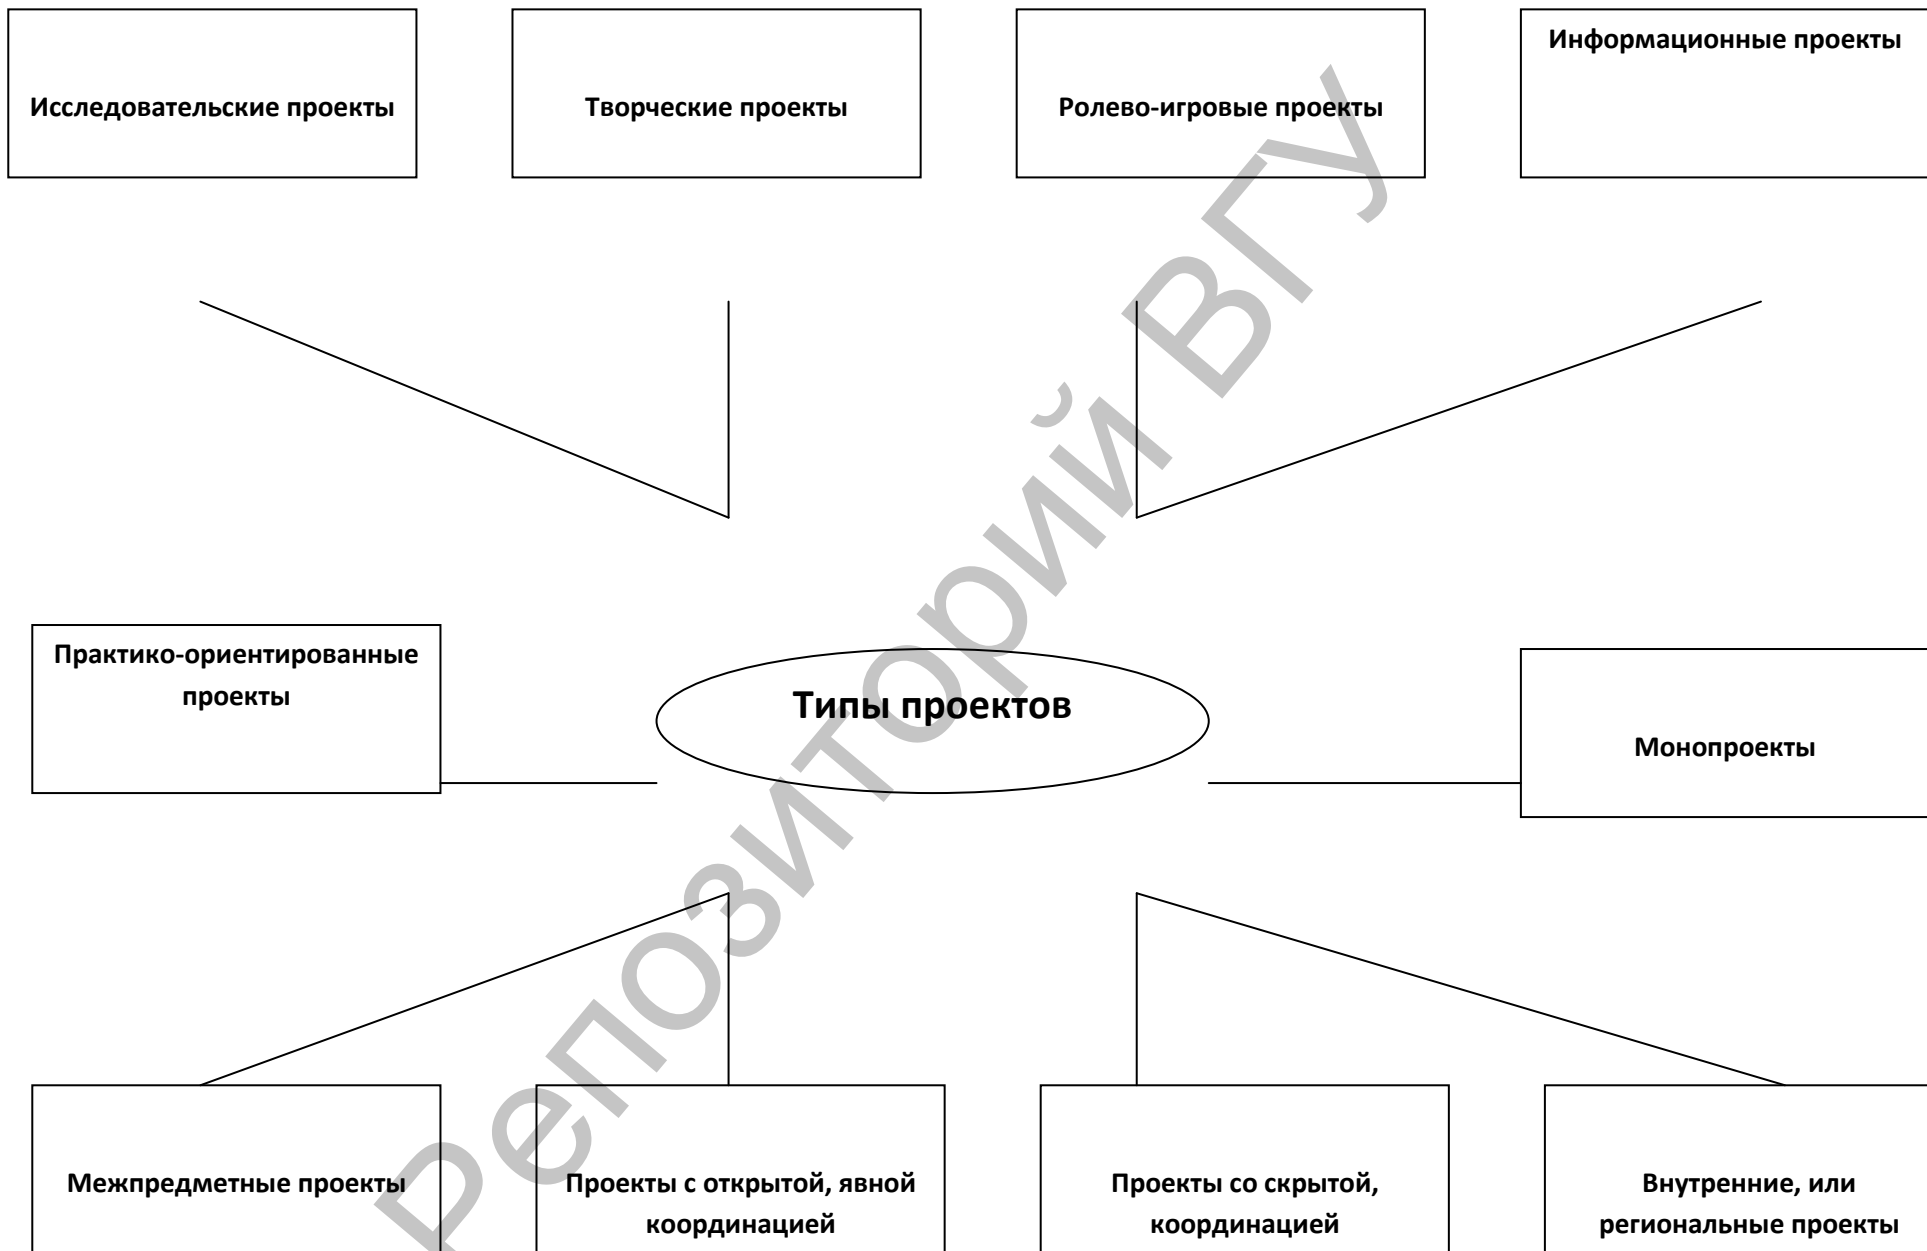 Исследовательские проекты
Творческие проекты
Ролево-игровые проекты
Информационные проекты
Практико-ориентированные
проекты
Типы проектов
Монопроекты
Межпредметные проекты
Проекты с открытой, явной
координацией
Проекты со скрытой,
координацией
Внутренние, или
региональные проекты
Репозиторий ВГУ